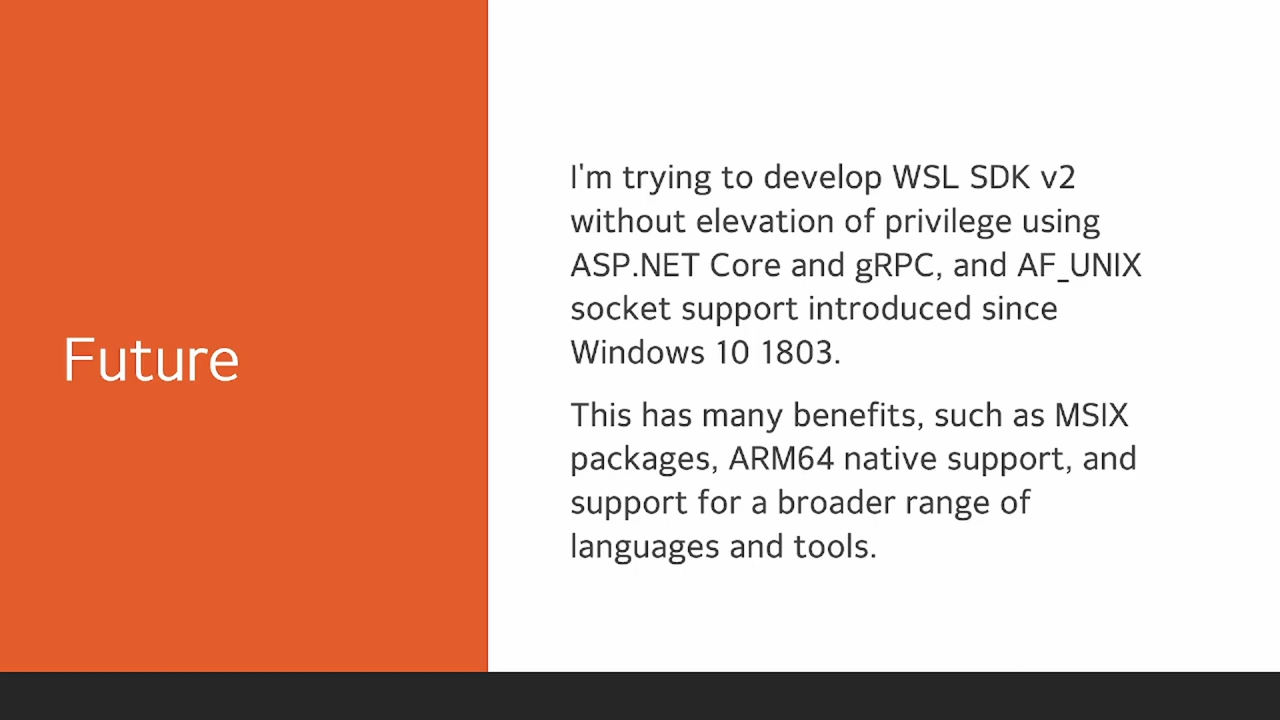 Future
I'm trying to develop WSL SDK v2
without elevation of privilege using
ASP.NET Core and gRPC, and AF_UNIX
socket support introduced since
Windows 10 1803.
This has many benefits, such as MSIX
packages, ARM64 native support, and
support for a broader range of
languages and tools.